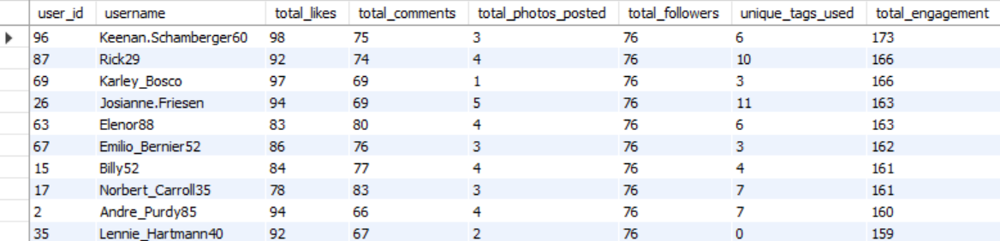 user_id username total_likes total_comments total_photos_posted total_followers unique_tags_used total_engagement
96 Keenan.Schamberger60 98 75 3 76 6 173
87 Rick29 92 74 4 76 10 166
69 Karley_Bosco 97 69 1 76 3 166
26 Josianne.Friesen 94 69 5 76 11 163
63 Elenor88 83 80 4 76 6 163
67 Emilio_Bernier52 86 76 3 76 3 162
15 Billy52 84 77 4 76 4 161
17 Norbert_Carroll35 78 83 3 76 7 161
2 Andre_Purdy85 94 66 4 76 7 160
35 Lennie_Hartmann40 92 67 2 76 0 159